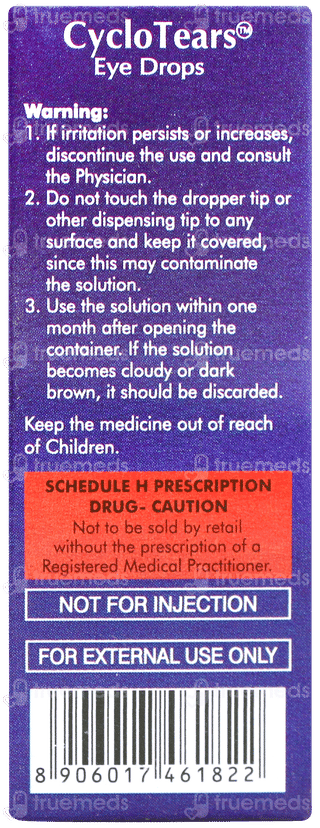 CycloTears™
Eye Drops
Warning:
1. If irritation persists or increases,
discontinue the use and consult
the Physician.
2. Do not touch the dropper tip or
other dispensing tip to any
surface and keep it covered,
since this may contaminate
the solution.
3. Use the solution within one
month after opening the
container. If the solution
becomes cloudy or dark
brown, it should be discarded.
Keep the medicine out of reach
of Children.
SCHEDULE H PRESCRIPTION
DRUG- CAUTION
Not to be sold by retail
without the prescription of a
Registered Medical Practitioner.
NOT FOR INJECTION
FOR EXTERNAL USE ONLY
8 906017 461822
truemeds